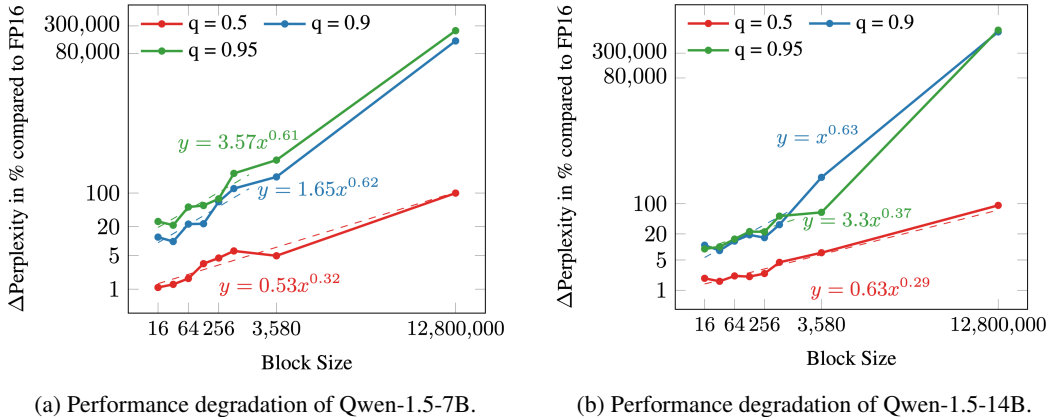 ΔPerplexity in % compared to FP16
300,000
80,000
100
20
5
1
q = 0.5
q = 0.9
q = 0.95
y = 3.57x^0.61
y = 1.65x^0.62
y = 0.53x^0.32
16 64 256 3,580 12,800,000
Block Size
(a) Performance degradation of Qwen-1.5-7B.
ΔPerplexity in % compared to FP16
300,000
80,000
100
20
5
1
q = 0.5
q = 0.9
q = 0.95
y = x^0.63
y = 3.3x^0.37
y = 0.63x^0.29
16 64 256 3,580 12,800,000
Block Size
(b) Performance degradation of Qwen-1.5-14B.